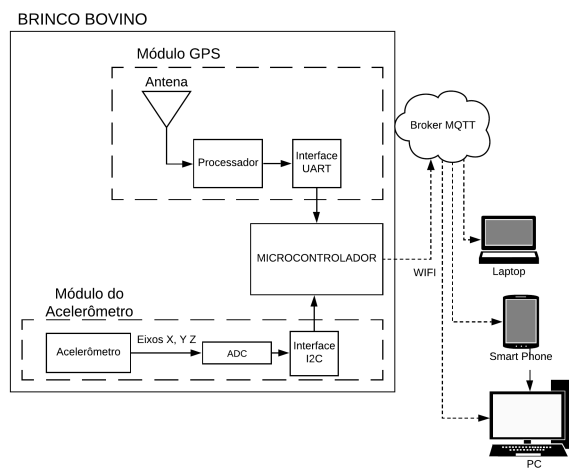 BRINCO BOVINO
Módulo GPS
Antena
Processador
Interface
UART
Broker MQTT
MICROCONTROLADOR
WIFI
Laptop
Módulo do
Acelerômetro
Acelerômetro
Eixos X, Y Z
ADC
Interface
I2C
Smart Phone
PC